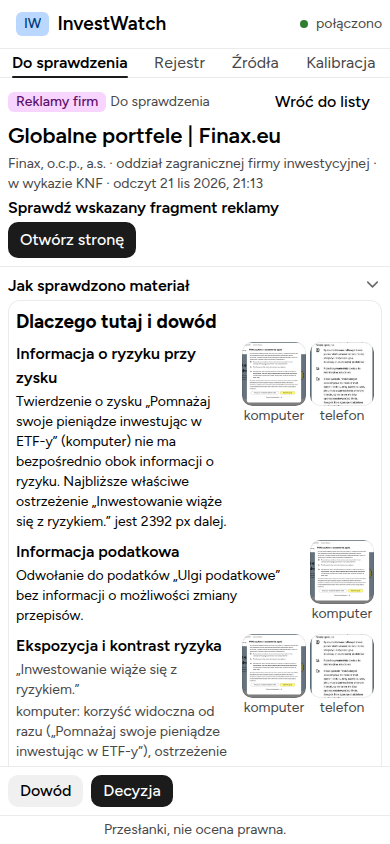 IW InvestWatch
połączono
Do sprawdzenia Rejestr Źródła Kalibracja
Reklamy firm Do sprawdzenia Wróć do listy
Globalne portfele | Finax.eu
Finax, o.c.p., a.s. · oddział zagranicznej firmy inwestycyjnej ·
w wykazie KNF · odczyt 21 lis 2026, 21:13
Sprawdź wskazany fragment reklamy
Otwórz stronę
Jak sprawdzono materiał
Dlaczego tutaj i dowód
Informacja o ryzyku przy
zysku
Twierdzenie o zysku „Pomnażaj
swoje pieniądze inwestując w
ETF-y” (komputer) nie ma
bezpośrednio obok informacji o
ryzyku. Najbliższe właściwe
ostrzeżenie „Inwestowanie wiąże
się z ryzykiem.” jest 2392 px dalej.
komputer telefon
Informacja podatkowa
Odwołanie do podatków „Ulgi podatkowe”
bez informacji o możliwości zmiany
przepisów.
komputer
Ekspozycja i kontrast ryzyka
„Inwestowanie wiąże się z
ryzykiem.”
komputer: korzyść widoczna od
razu („Pomnażaj swoje pieniądze
inwestując w ETF-y”), ostrzeżenie
komputer telefon
Dowód Decyzja
Przesłanki, nie ocena prawna.